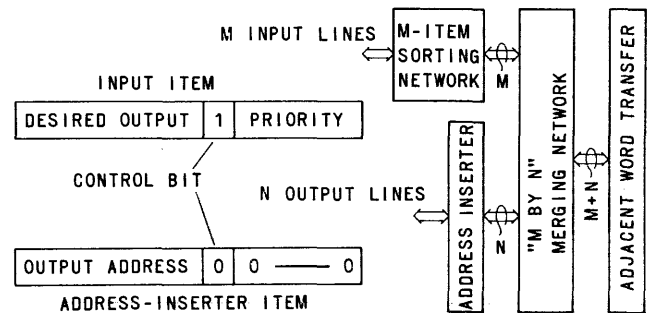 M INPUT LINES
M-ITEM
SORTING
NETWORK
M
INPUT ITEM
DESIRED OUTPUT 1 PRIORITY
CONTROL BIT
N OUTPUT LINES
ADDRESS INSERTER
N
"M BY N"
MERGING NETWORK
M+N
ADJACENT WORD TRANSFER
OUTPUT ADDRESS 0 0 — 0
ADDRESS-INSERTER ITEM